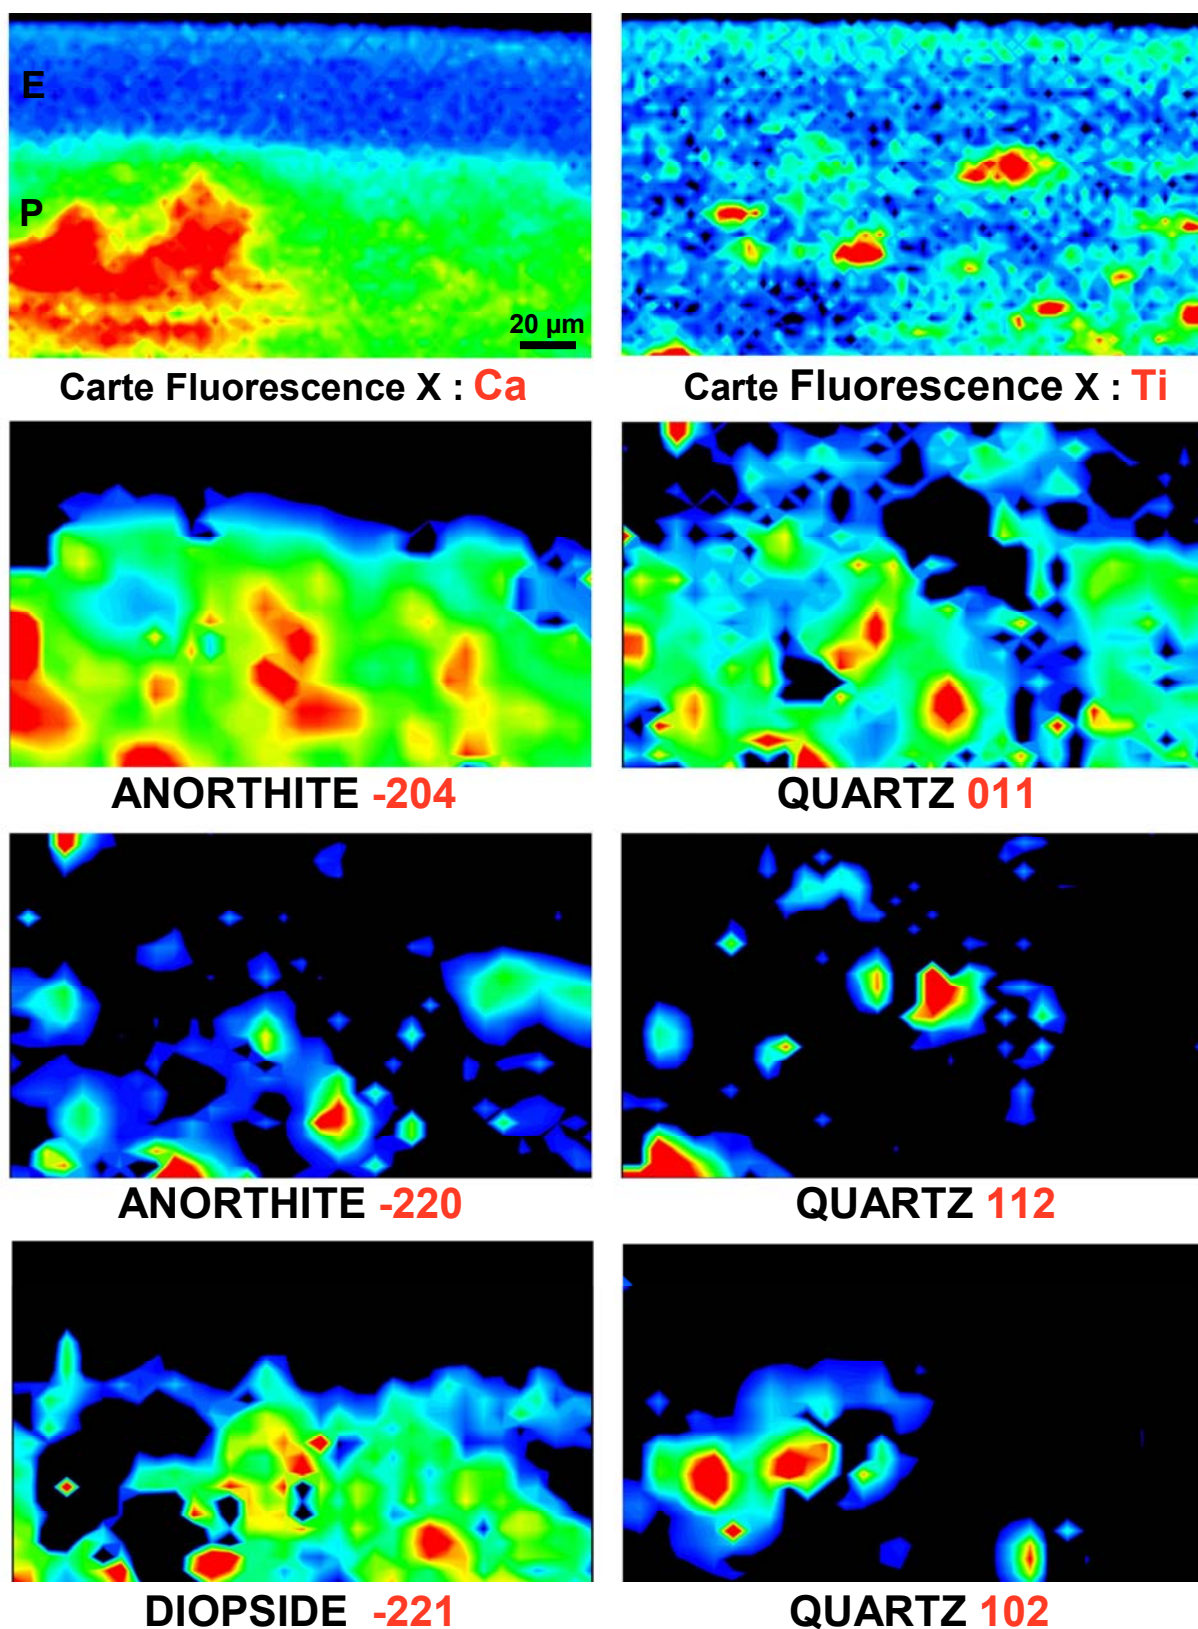 E
P
20 µm
Carte Fluorescence X : Ca
Carte Fluorescence X : Ti
ANORTHITE -204
QUARTZ 011
ANORTHITE -220
QUARTZ 112
DIOPSIDE -221
QUARTZ 102